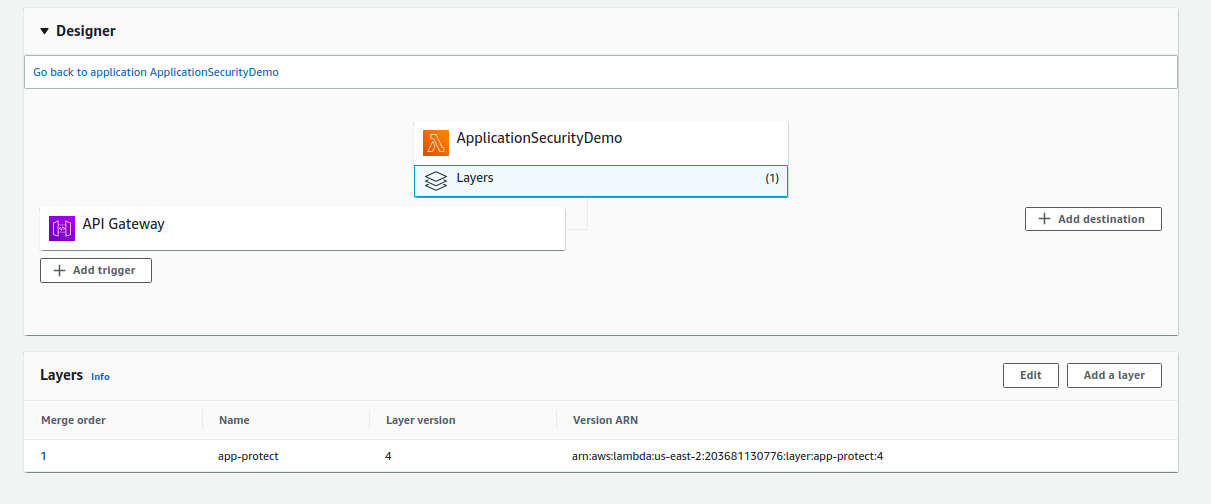 Designer
Go back to application ApplicationSecurityDemo
ApplicationSecurityDemo
Layers (1)
API Gateway
Add destination
Add trigger
Layers Info Edit Add a layer
Merge order Name Layer version Version ARN
1 app-protect 4 arn:aws:lambda:us-east-2:203681130776:layer:app-protect:4